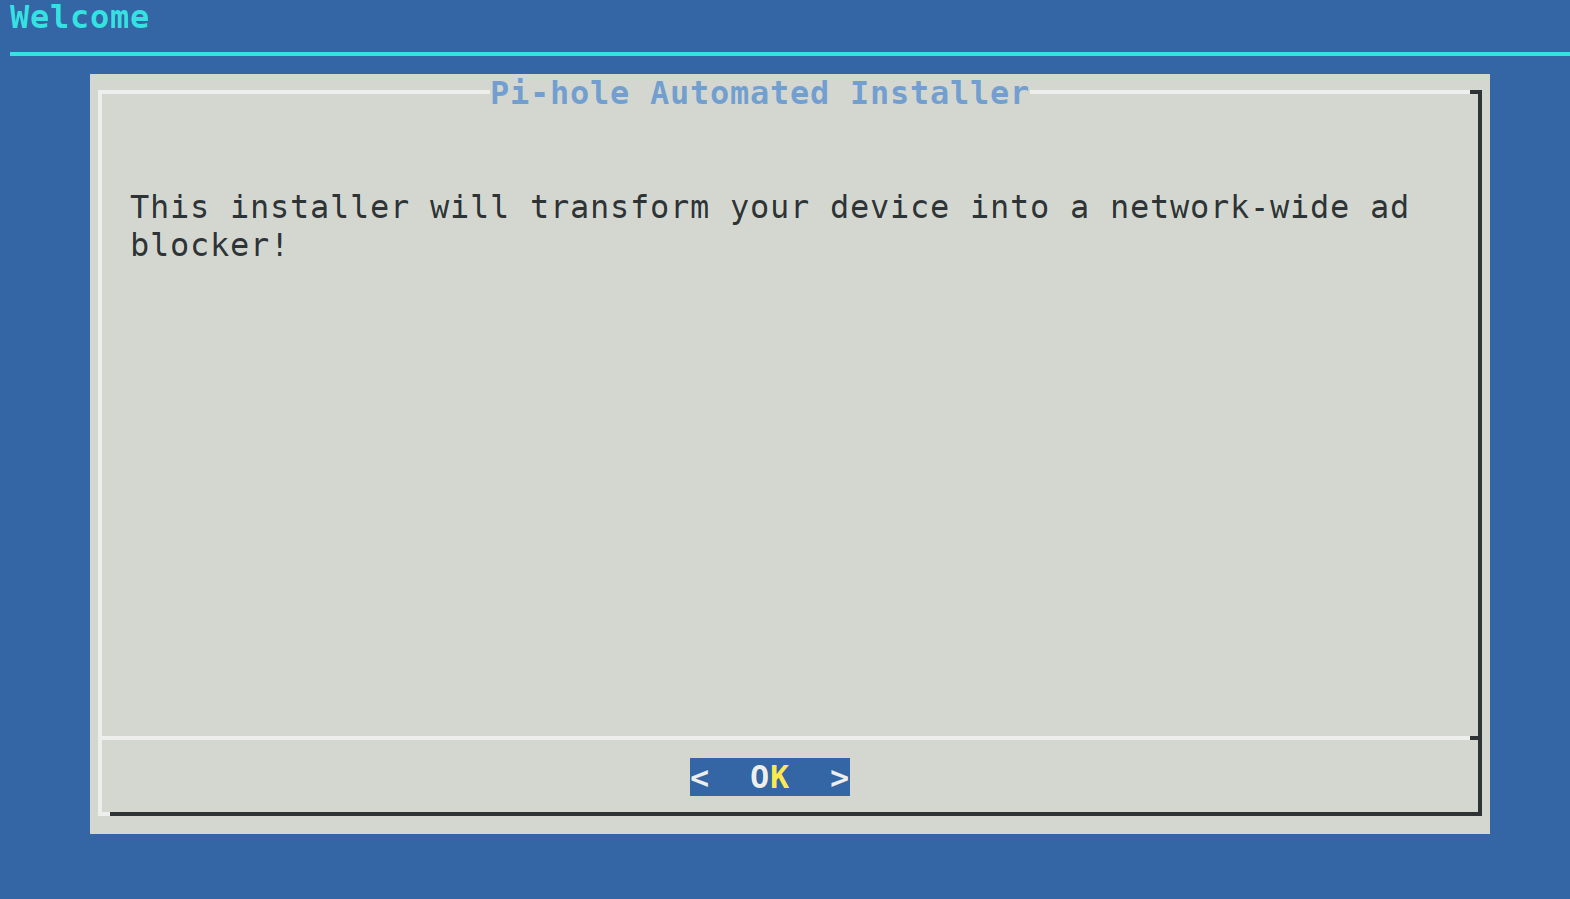 Welcome
Pi-hole Automated Installer
This installer will transform your device into a network-wide ad
blocker!
<  OK  >